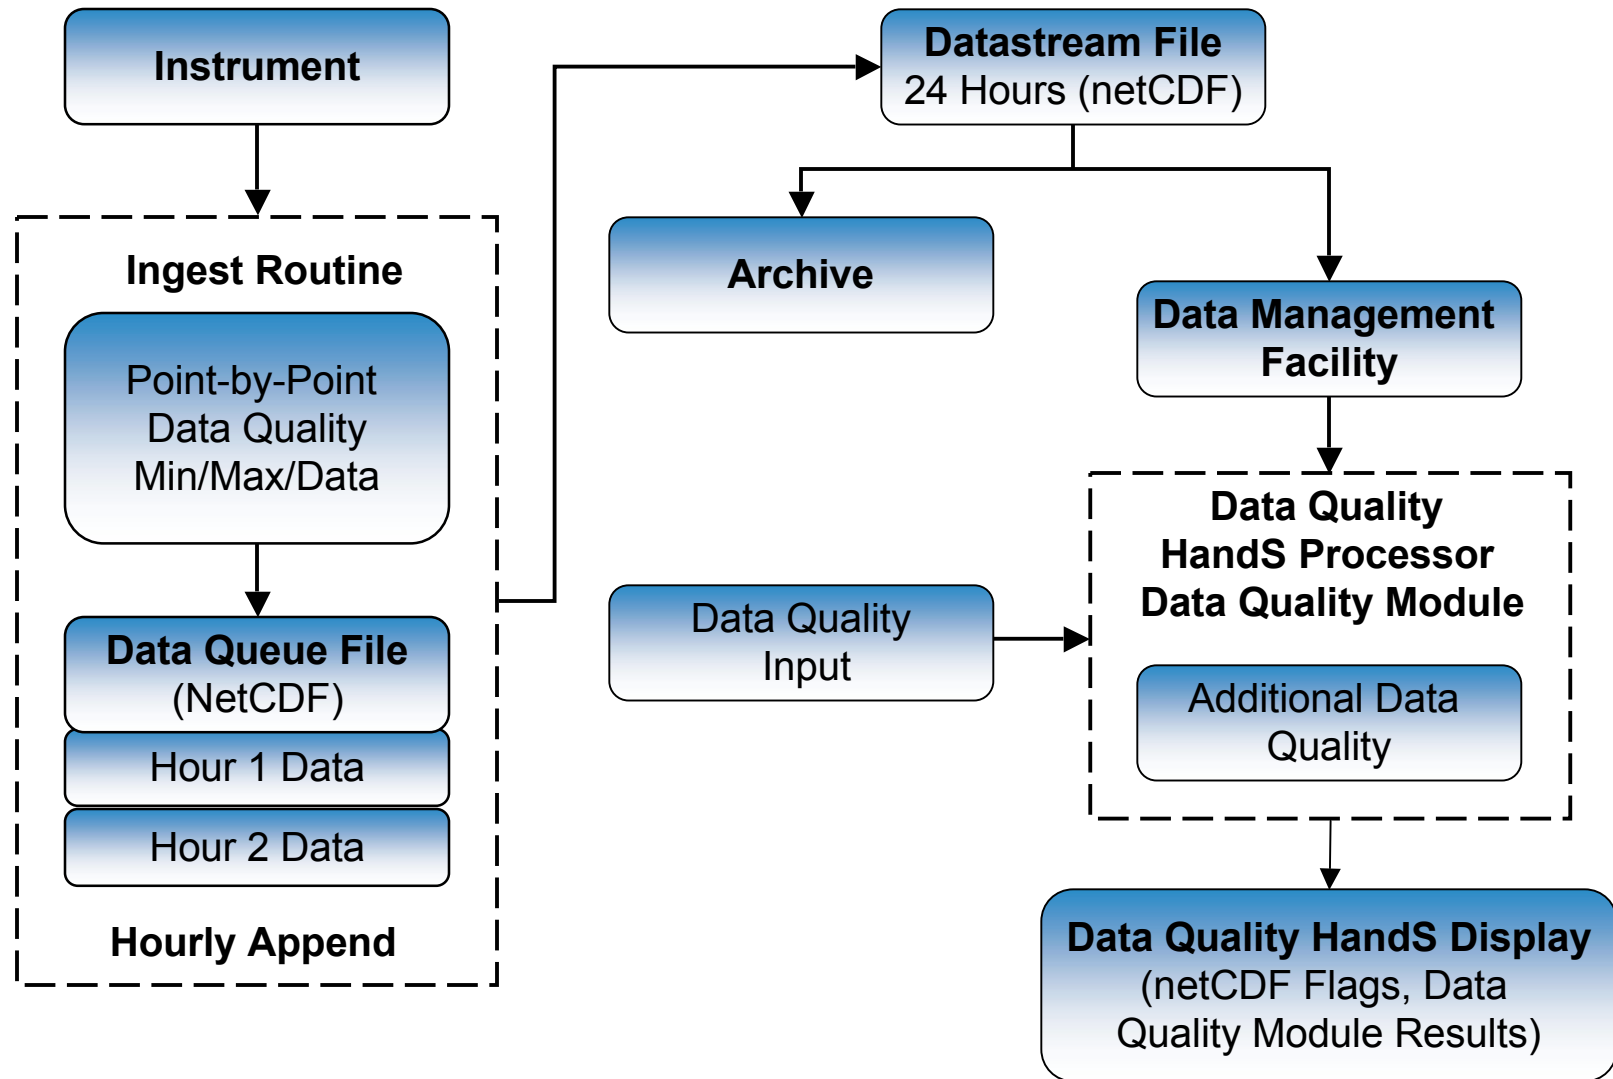 Instrument
Ingest Routine
Point-by-Point
Data Quality
Min/Max/Data
Data Queue File
(NetCDF)
Hour 1 Data
Hour 2 Data
Hourly Append
Datastream File
24 Hours (netCDF)
Archive
Data Management
Facility
Data Quality
Input
Data Quality
HandS Processor
Data Quality Module
Additional Data
Quality
Data Quality HandS Display
(netCDF Flags, Data
Quality Module Results)